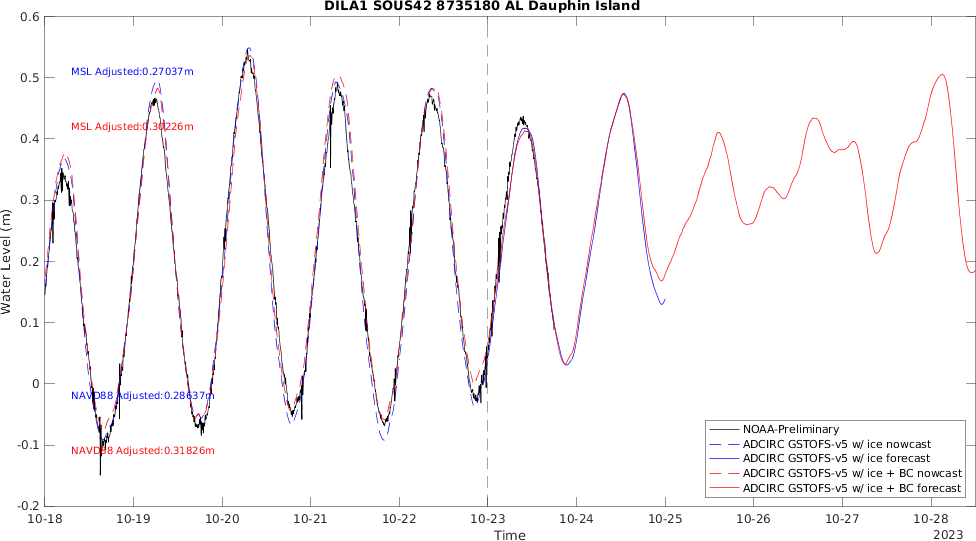 DILA1 SOUS42 8735180 AL Dauphin Island
0.6
0.5
0.4
0.3
0.2
0.1
0
-0.1
-0.2
Water Level (m)
MSL Adjusted:0.27037m
MSL Adjusted:0.30226m
NAVD88 Adjusted:0.28637m
NAVD88 Adjusted:0.31826m
NOAA-Preliminary
ADCIRC GSTOFS-v5 w/ ice nowcast
ADCIRC GSTOFS-v5 w/ ice forecast
ADCIRC GSTOFS-v5 w/ ice + BC nowcast
ADCIRC GSTOFS-v5 w/ ice + BC forecast
10-18 10-19 10-20 10-21 10-22 10-23 10-24 10-25 10-26 10-27 10-28
Time
2023